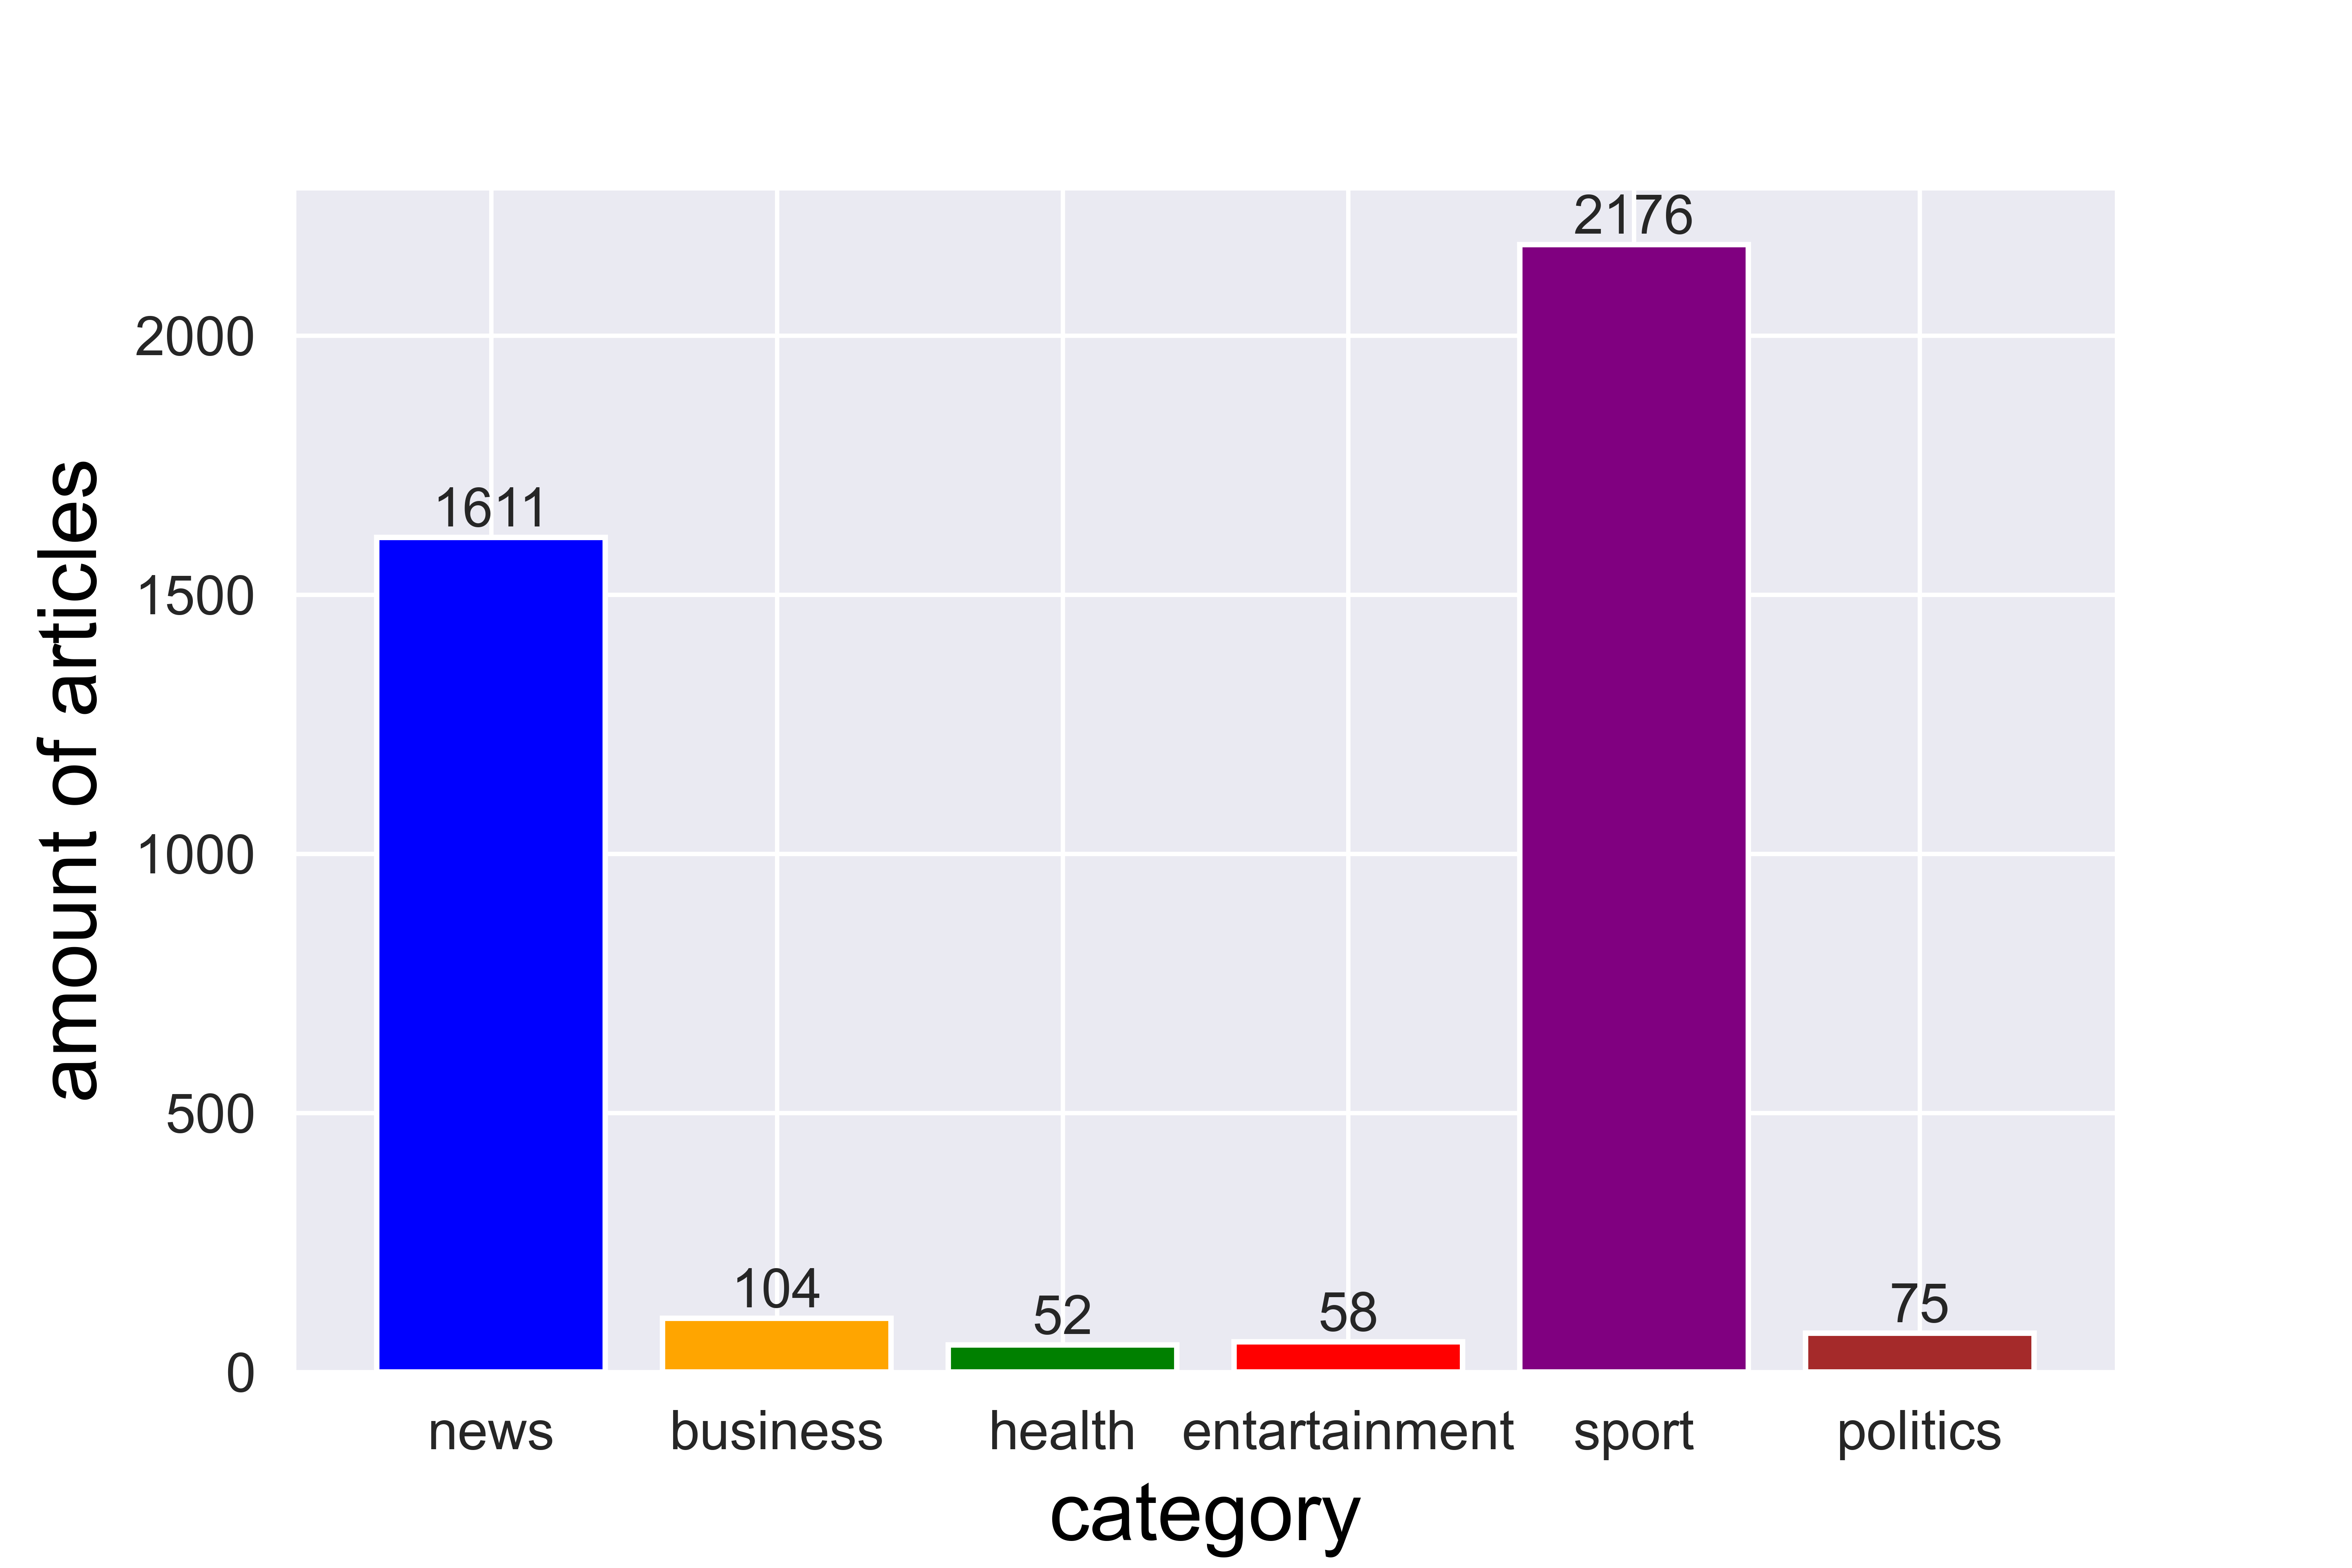 2176
2000
1611
1500
amount of articles
1000
500
104
52
58
75
0
news
business
health
entartainment
sport
politics
category